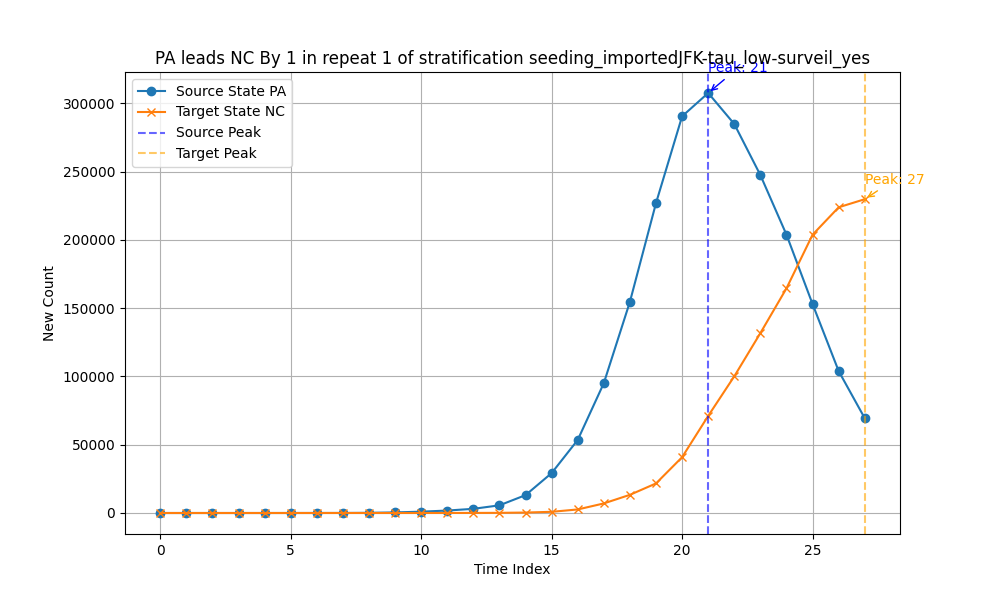 PA leads NC By 1 in repeat 1 of stratification seeding_importedJFK-tau_low-surveil_yes
Peak: 21
Source State PA
Target State NC
Source Peak
Target Peak
Peak: 27
New Count
300000
250000
200000
150000
100000
50000
0
0 5 10 15 20 25
Time Index